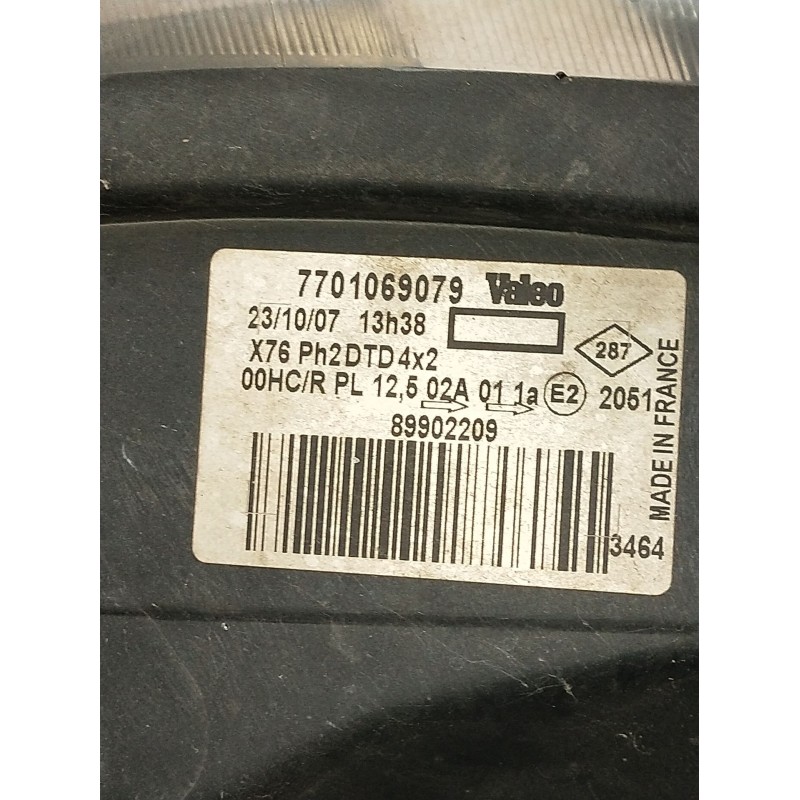 7701069079 Valeo
23/10/07 13h38
287
X76 Ph2DTD4x2
00HC/R PL 12,5 02A 01 1a E2 2051
89902209
3464
MADE IN FRANCE